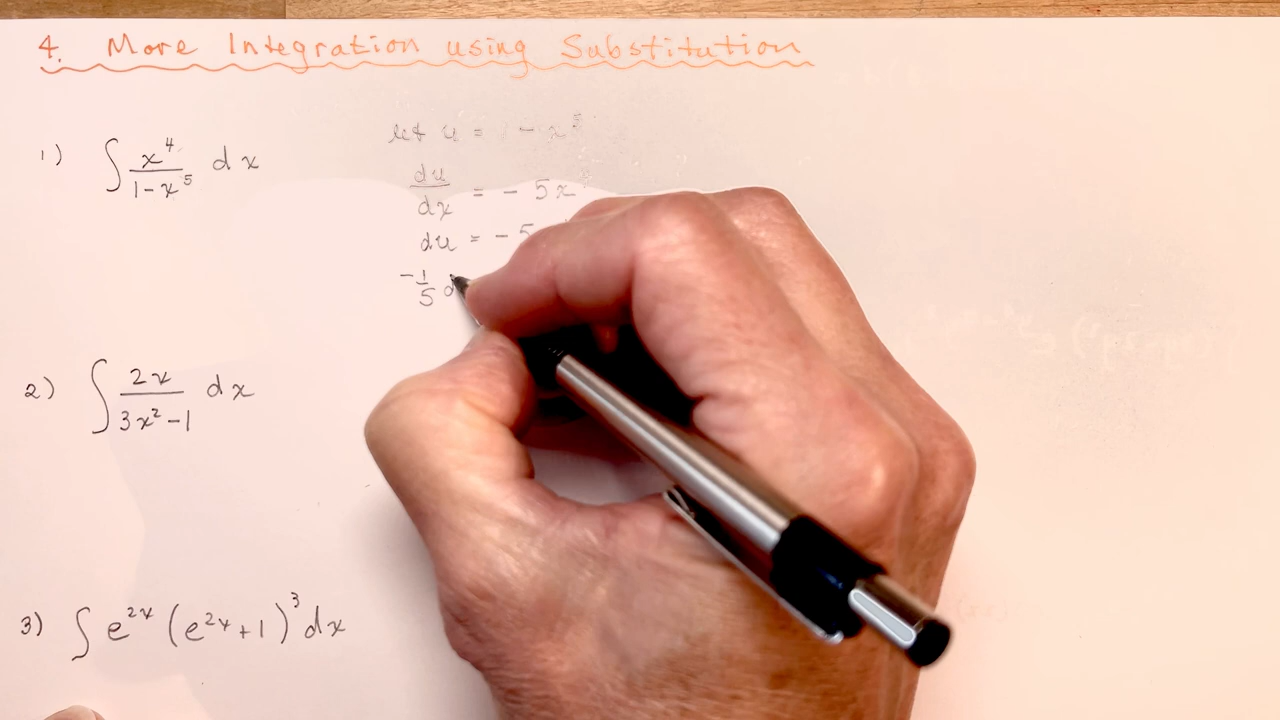 4. More Integration using Substitution
1) ∫ x⁴/(1-x⁵) dx
let u = 1 - x⁵
du/dx = - 5x⁴
du = - 5
-1/5 d
2) ∫ 2x/(3x²-1) dx
3) ∫ e²ˣ (e²ˣ+1)³ dx